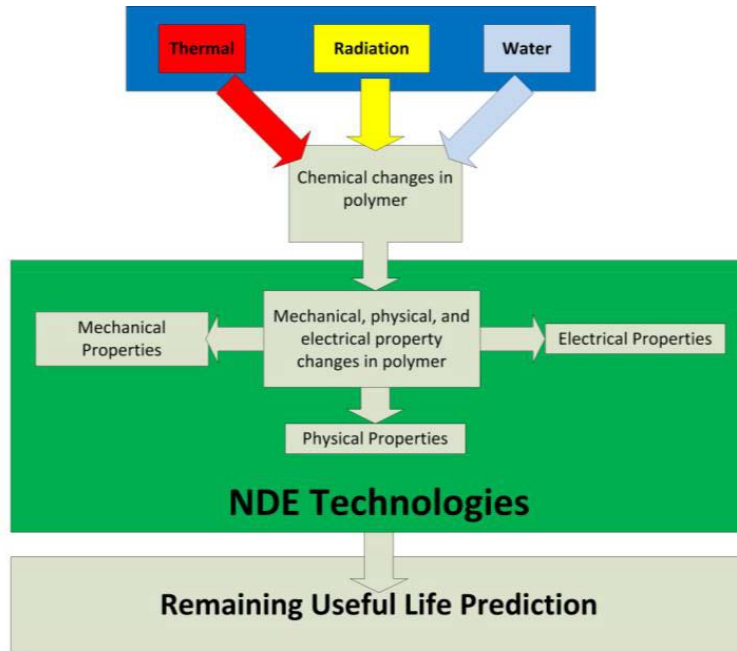 Thermal
Radiation
Water
Chemical changes in
polymer
Mechanical
Properties
Mechanical, physical, and
electrical property
changes in polymer
Electrical Properties
Physical Properties
NDE Technologies
Remaining Useful Life Prediction